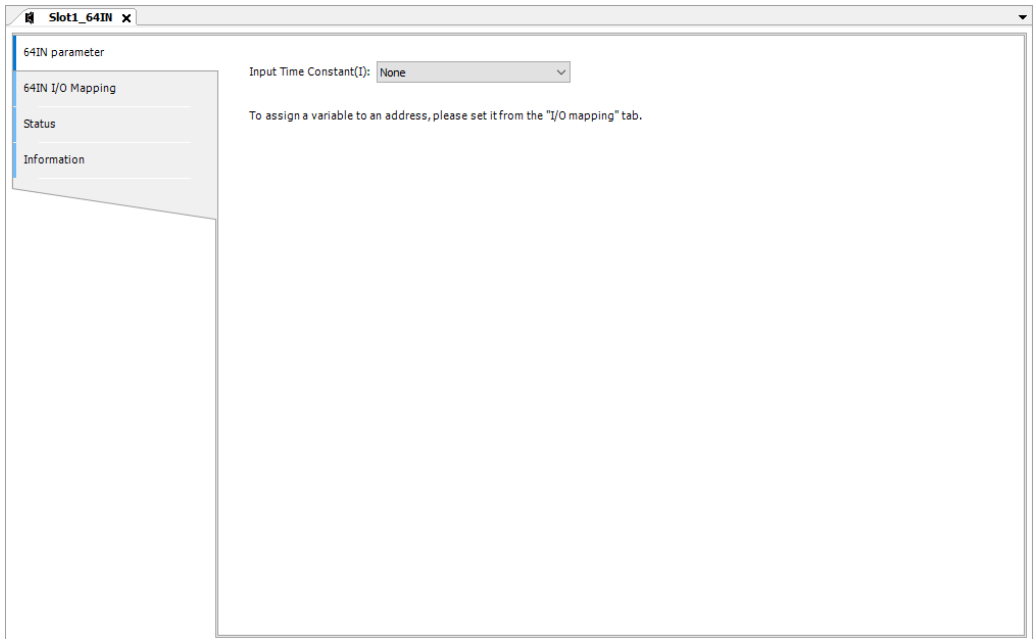 Slot1_64IN
64IN parameter
64IN I/O Mapping
Status
Information
Input Time Constant(I): None
To assign a variable to an address, please set it from the "I/O mapping" tab.